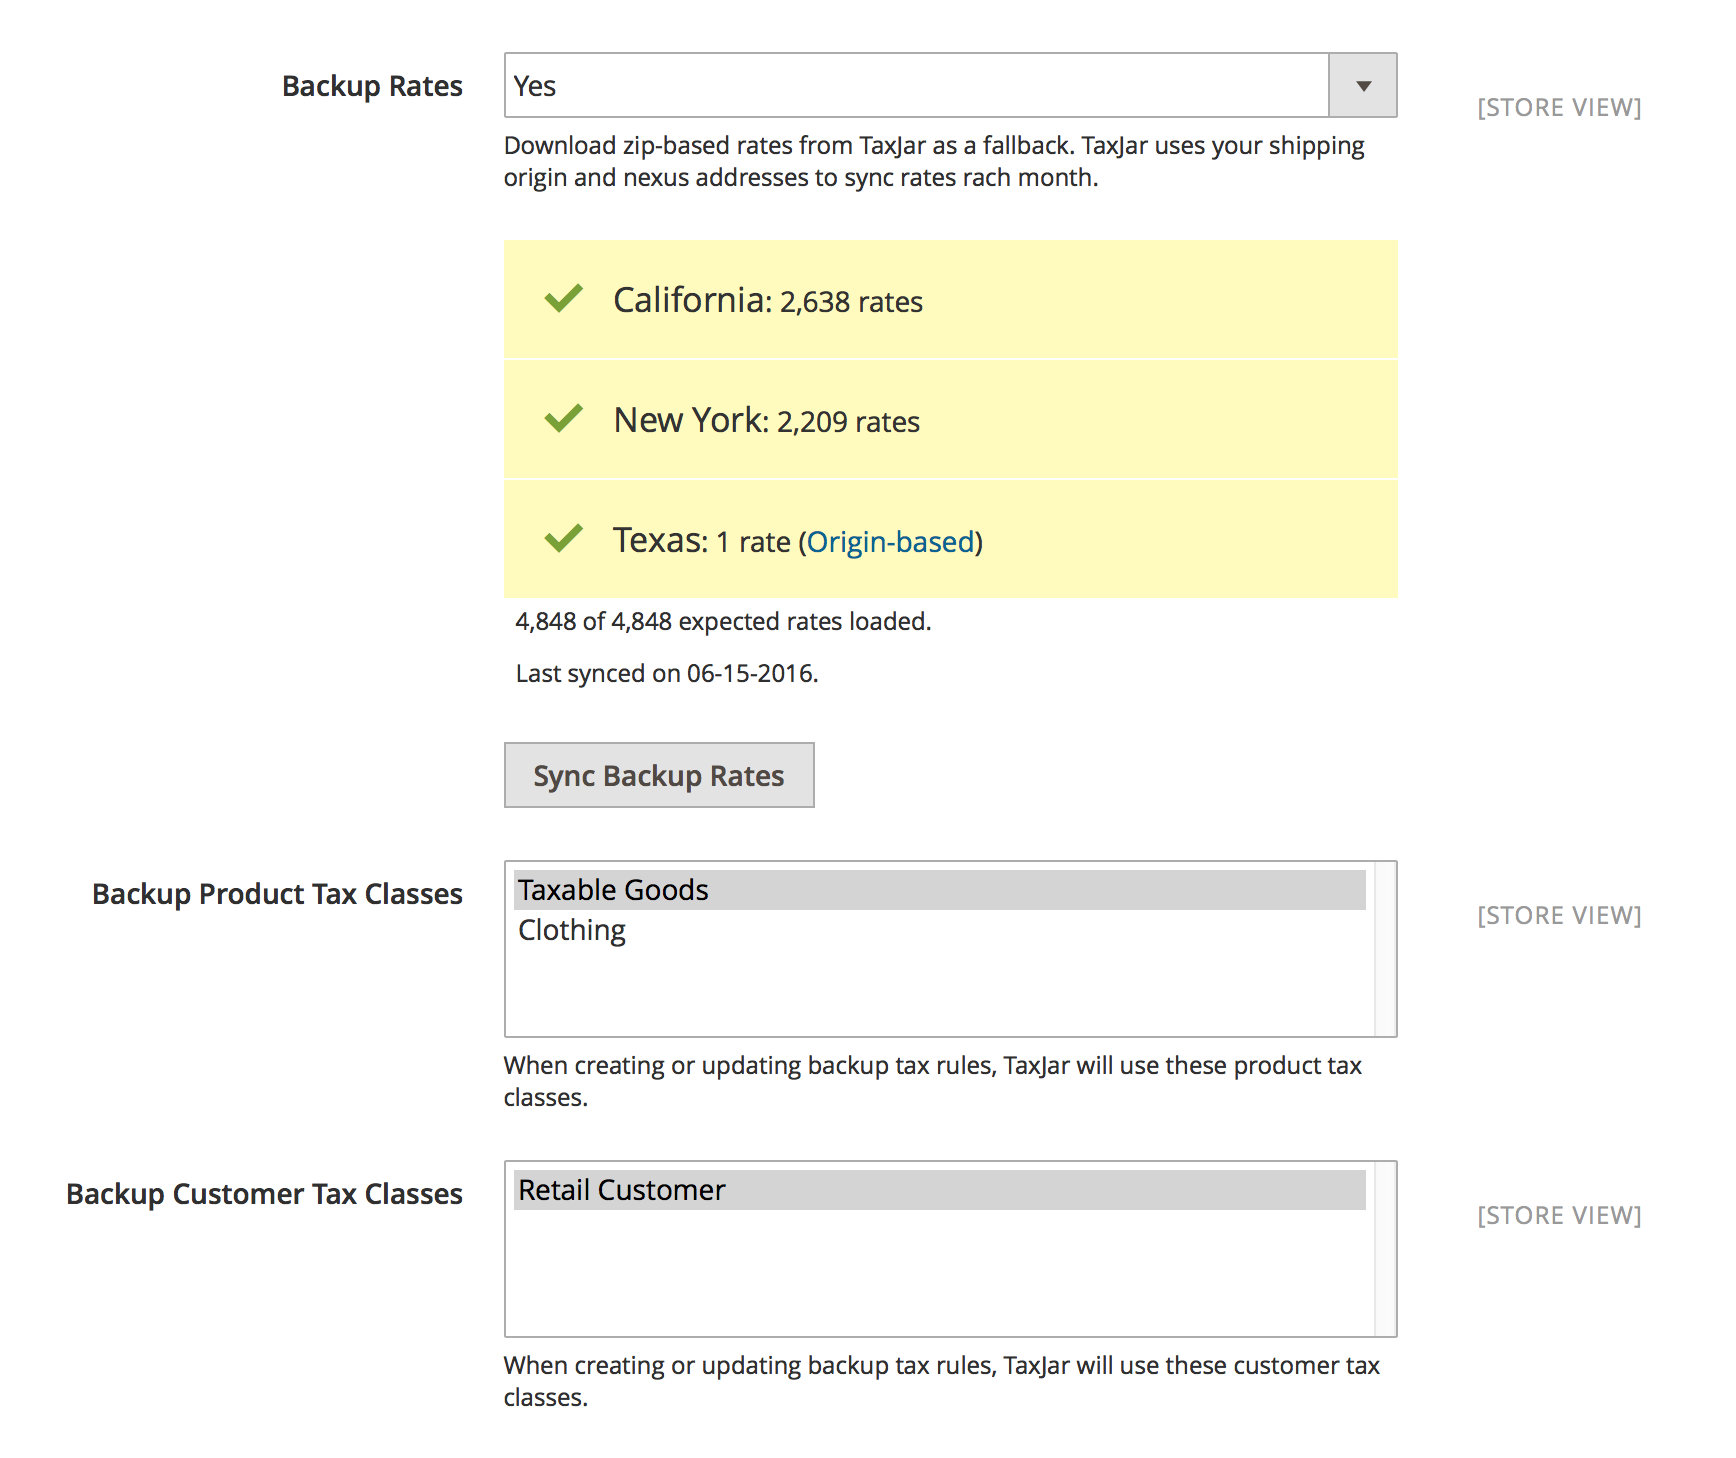 Backup Rates
Yes
[STORE VIEW]
Download zip-based rates from TaxJar as a fallback. TaxJar uses your shipping
origin and nexus addresses to sync rates rach month.
California: 2,638 rates
New York: 2,209 rates
Texas: 1 rate (Origin-based)
4,848 of 4,848 expected rates loaded.
Last synced on 06-15-2016.
Sync Backup Rates
Backup Product Tax Classes
Taxable Goods
Clothing
[STORE VIEW]
When creating or updating backup tax rules, TaxJar will use these product tax
classes.
Backup Customer Tax Classes
Retail Customer
[STORE VIEW]
When creating or updating backup tax rules, TaxJar will use these customer tax
classes.